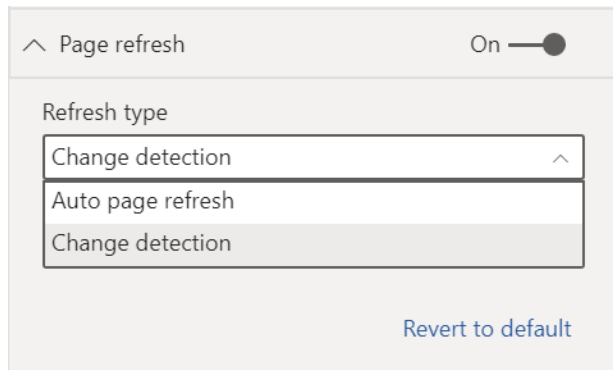 Page refresh On
Refresh type
Change detection
Auto page refresh
Change detection
Revert to default